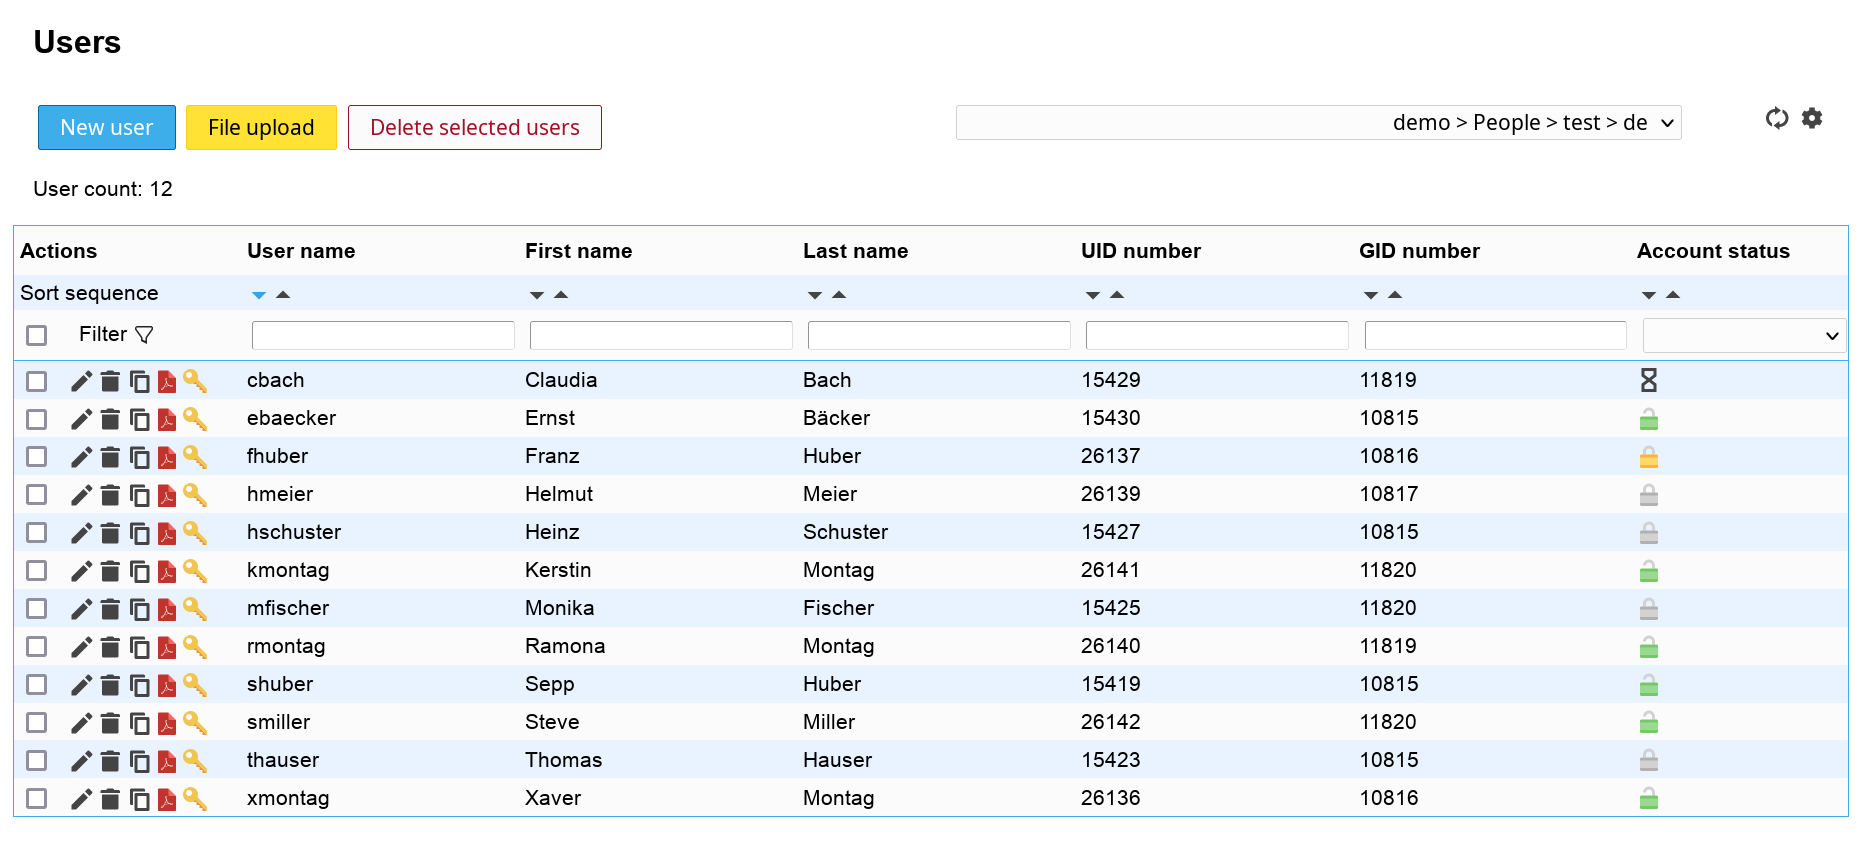 Users
New user File upload Delete selected users demo > People > test > de
User count: 12
Actions User name First name Last name UID number GID number Account status
Sort sequence
Filter
cbach Claudia Bach 15429 11819
ebaecker Ernst Bäcker 15430 10815
fhuber Franz Huber 26137 10816
hmeier Helmut Meier 26139 10817
hschuster Heinz Schuster 15427 10815
kmontag Kerstin Montag 26141 11820
mfischer Monika Fischer 15425 11820
rmontag Ramona Montag 26140 11819
shuber Sepp Huber 15419 10815
smiller Steve Miller 26142 11820
thauser Thomas Hauser 15423 10815
xmontag Xaver Montag 26136 10816